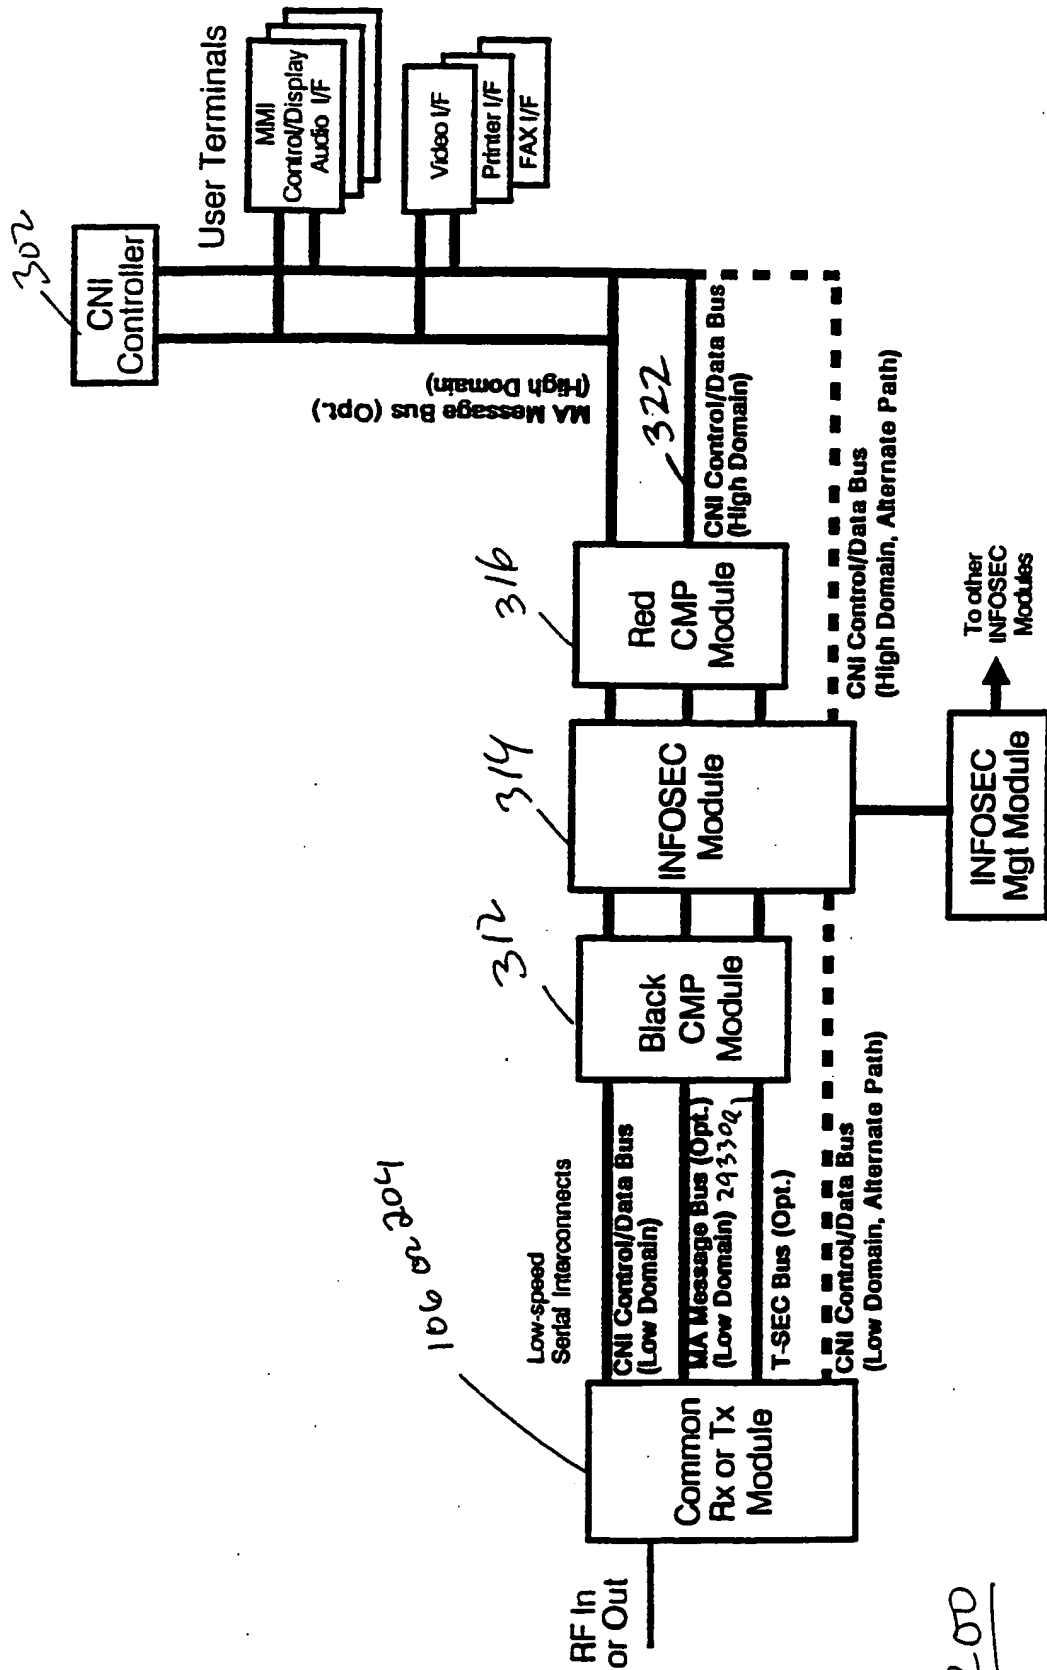 302
CNI
Controller
User Terminals
MMI
Control/Display
Audio I/F
Video I/F
Printer I/F
FAX I/F
MA Message Bus (Opt.)
(High Domain)
322
CNI Control/Data Bus
(High Domain)
CNI Control/Data Bus
(High Domain, Alternate Path)
316
Red
CMP
Module
314
INFOSEC
Module
INFOSEC
Mgt Module
To other
INFOSEC
Modules
312
Black
CMP
Module
Low-speed
Serial Interconnects
CNI Control/Data Bus
(Low Domain)
MA Message Bus (Opt.)
(Low Domain)
T-SEC Bus (Opt.)
CNI Control/Data Bus
(Low Domain, Alternate Path)
106 or 204
Common
Rx or Tx
Module
RF In
or Out